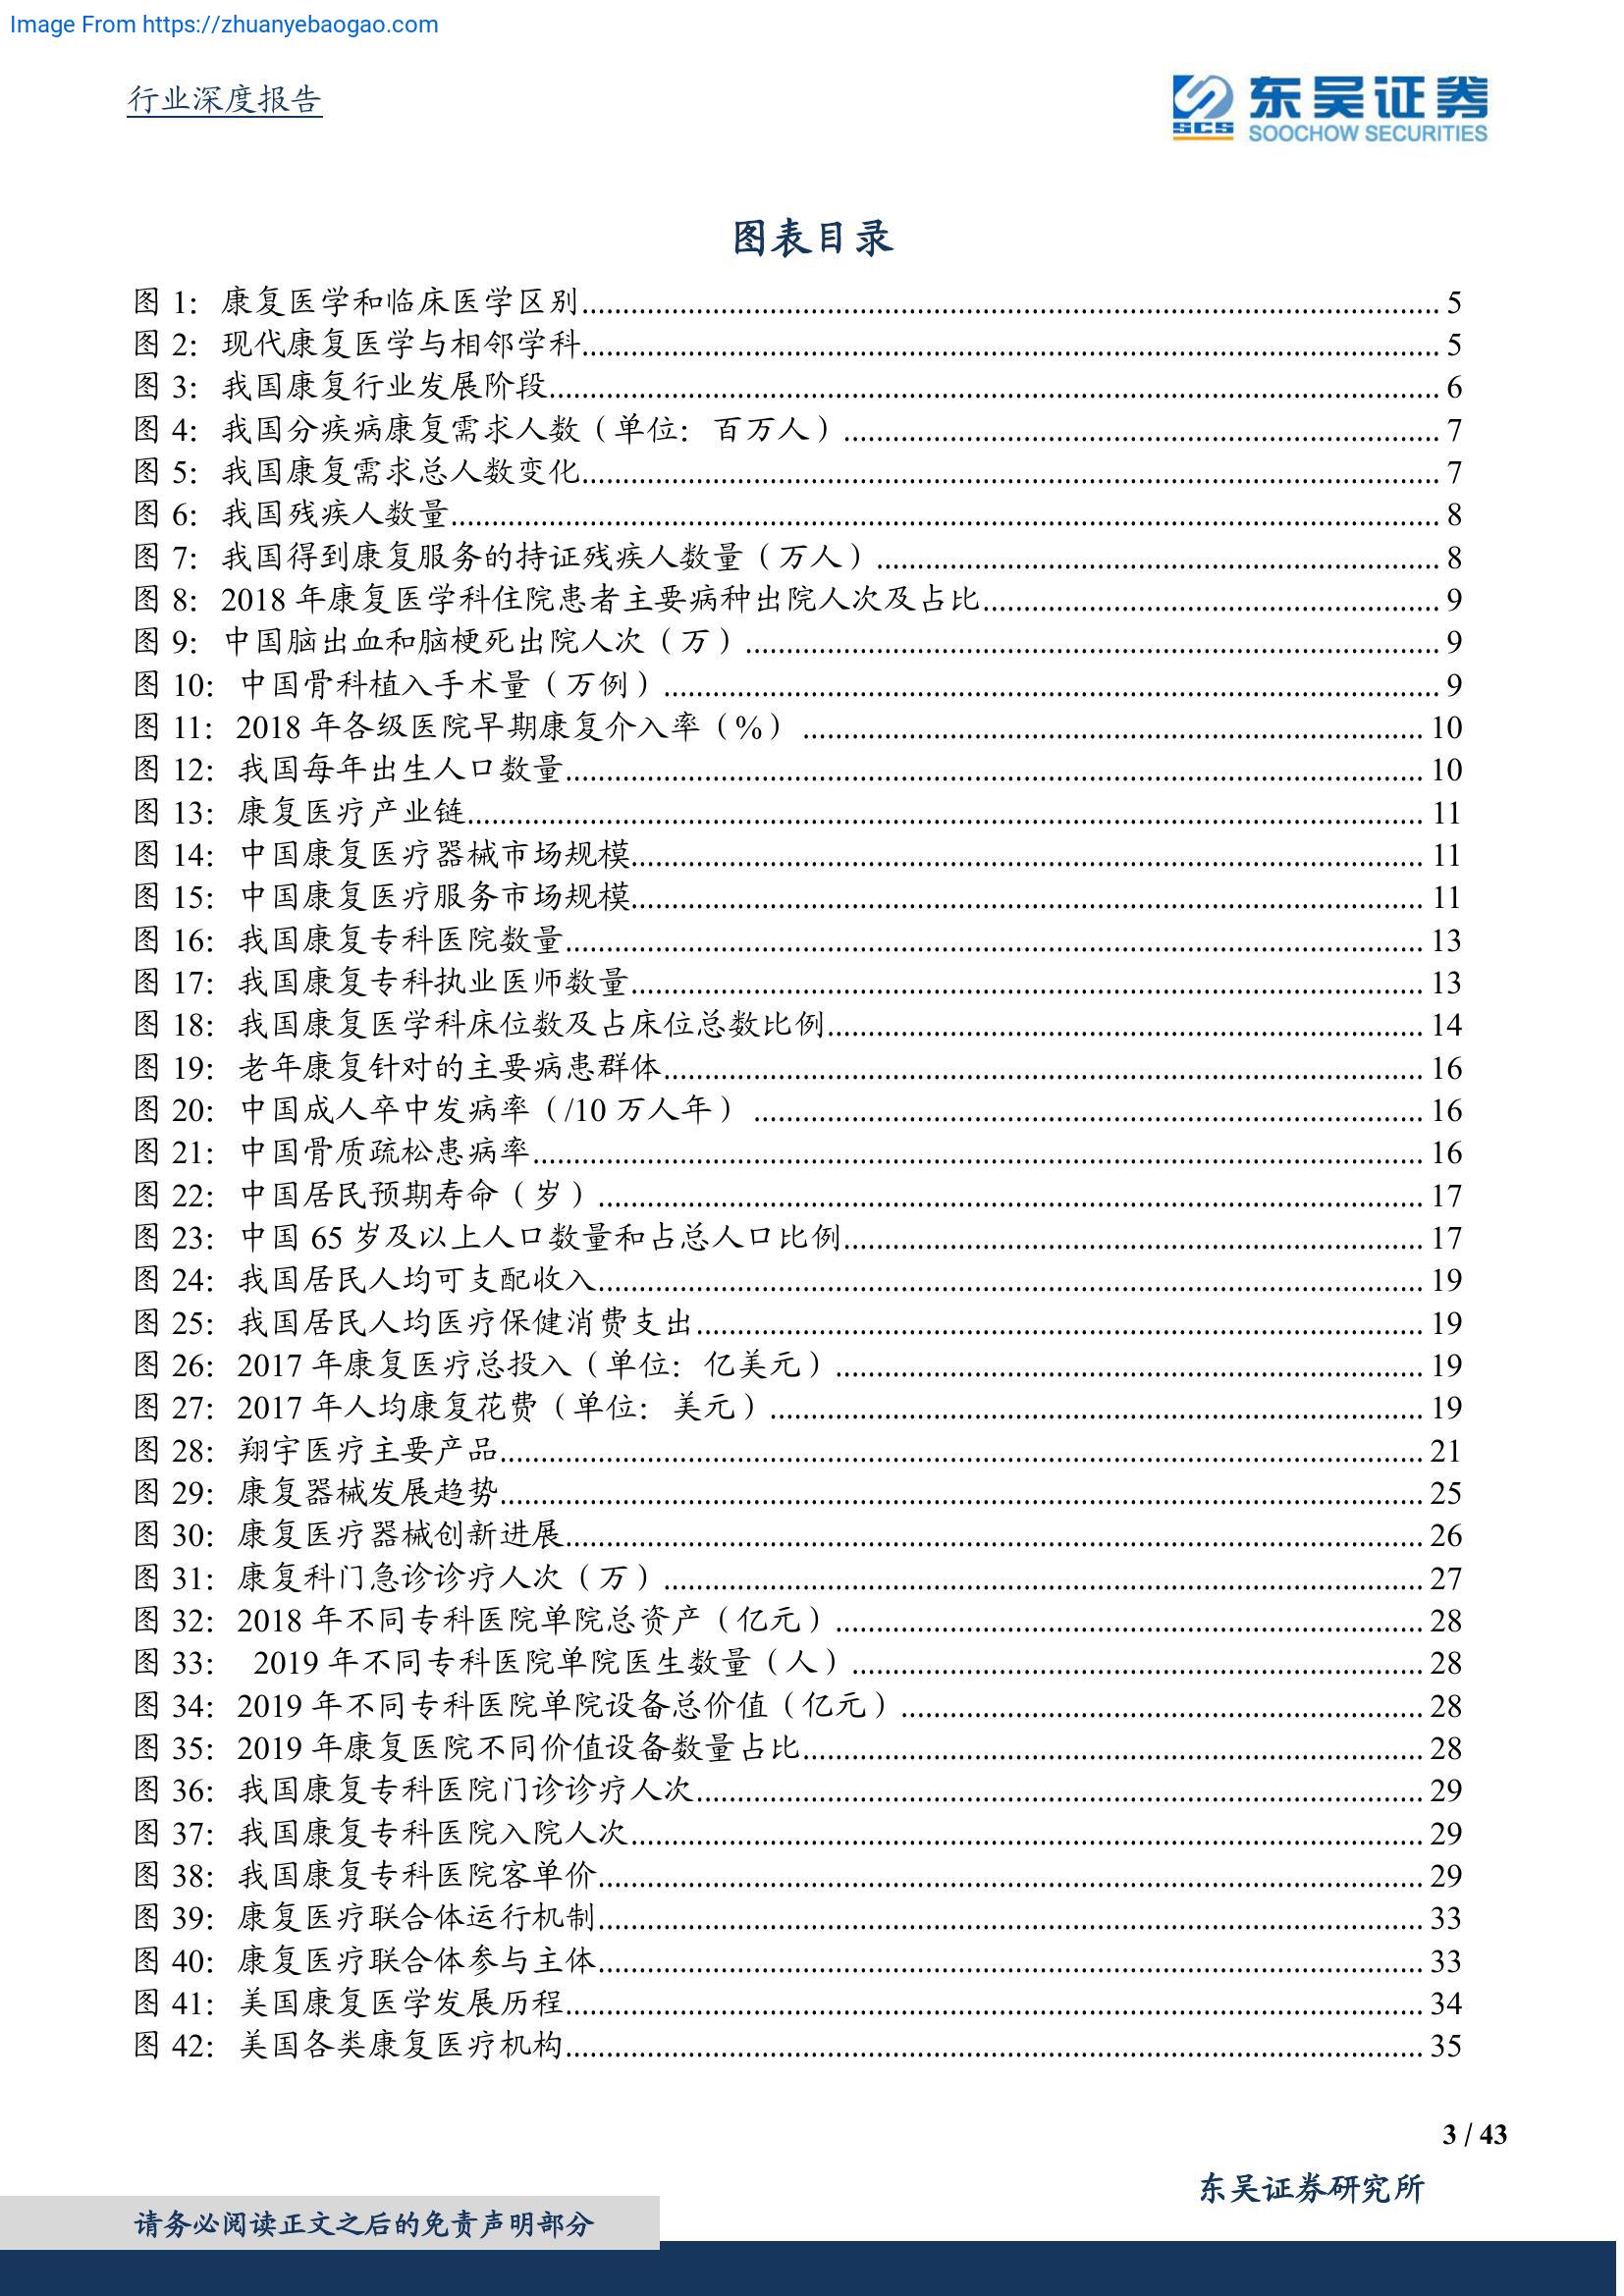 Image From https://zhuanyebaogao.com
行业深度报告
东吴证券
SCS
SOOCHOW SECURITIES
图表目录
图 1：康复医学和临床医学区别 5
图 2：现代康复医学与相邻学科 5
图 3：我国康复行业发展阶段 6
图 4：我国分疾病康复需求人数（单位：百万人） 7
图 5：我国康复需求总人数变化 7
图 6：我国残疾人数量 8
图 7：我国得到康复服务的持证残疾人数量（万人） 8
图 8：2018 年康复医学科住院患者主要病种出院人次及占比 9
图 9：中国脑出血和脑梗死出院人次（万） 9
图 10：中国骨科植入手术量（万例） 9
图 11：2018 年各级医院早期康复介入率（%） 10
图 12：我国每年出生人口数量 10
图 13：康复医疗产业链 11
图 14：中国康复医疗器械市场规模 11
图 15：中国康复医疗服务市场规模 11
图 16：我国康复专科医院数量 13
图 17：我国康复专科执业医师数量 13
图 18：我国康复医学科床位数及占床位总数比例 14
图 19：老年康复针对的主要病患群体 16
图 20：中国成人卒中发病率（/10 万人年） 16
图 21：中国骨质疏松患病率 16
图 22：中国居民预期寿命（岁） 17
图 23：中国 65 岁及以上人口数量和占总人口比例 17
图 24：我国居民人均可支配收入 19
图 25：我国居民人均医疗保健消费支出 19
图 26：2017 年康复医疗总投入（单位：亿美元） 19
图 27：2017 年人均康复花费（单位：美元） 19
图 28：翔宇医疗主要产品 21
图 29：康复器械发展趋势 25
图 30：康复医疗器械创新进展 26
图 31：康复科门急诊诊疗人次（万） 27
图 32：2018 年不同专科医院单院总资产（亿元） 28
图 33： 2019 年不同专科医院单院医生数量（人） 28
图 34：2019 年不同专科医院单院设备总价值（亿元） 28
图 35：2019 年康复医院不同价值设备数量占比 28
图 36：我国康复专科医院门诊诊疗人次 29
图 37：我国康复专科医院入院人次 29
图 38：我国康复专科医院客单价 29
图 39：康复医疗联合体运行机制 33
图 40：康复医疗联合体参与主体 33
图 41：美国康复医学发展历程 34
图 42：美国各类康复医疗机构 35
3 / 43
东吴证券研究所
请务必阅读正文之后的免责声明部分